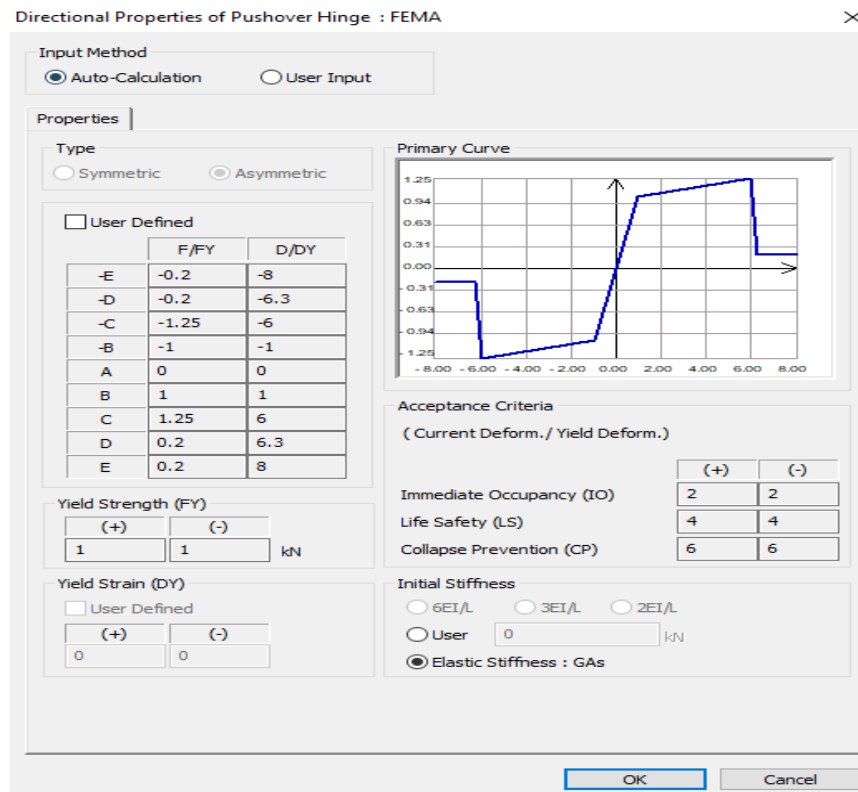 Directional Properties of Pushover Hinge : FEMA
Input Method
Auto-Calculation User Input
Properties
Type
Symmetric Asymmetric
User Defined
F/FY D/DY
-E -0.2 -8
-D -0.2 -6.3
-C -1.25 -6
-B -1 -1
A 0 0
B 1 1
C 1.25 6
D 0.2 6.3
E 0.2 8
Yield Strength (FY)
(+) (-)
1 1 kN
Yield Strain (DY)
User Defined
(+) (-)
0 0
Primary Curve
1.25
0.94
0.63
0.31
0.00
-0.31
-0.63
-0.94
-1.25
-8.00 -6.00 -4.00 -2.00 0.00 2.00 4.00 6.00 8.00
Acceptance Criteria
( Current Deform./ Yield Deform.)
(+) (-)
Immediate Occupancy (IO) 2 2
Life Safety (LS) 4 4
Collapse Prevention (CP) 6 6
Initial Stiffness
6EI/L 3EI/L 2EI/L
User 0 kN
Elastic Stiffness : GAs
OK Cancel